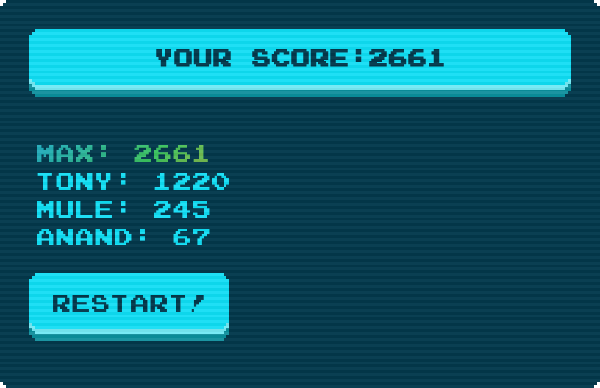 YOUR SCORE:2661
MAX: 2661
TONY: 1220
MULE: 245
ANAND: 67
RESTART!